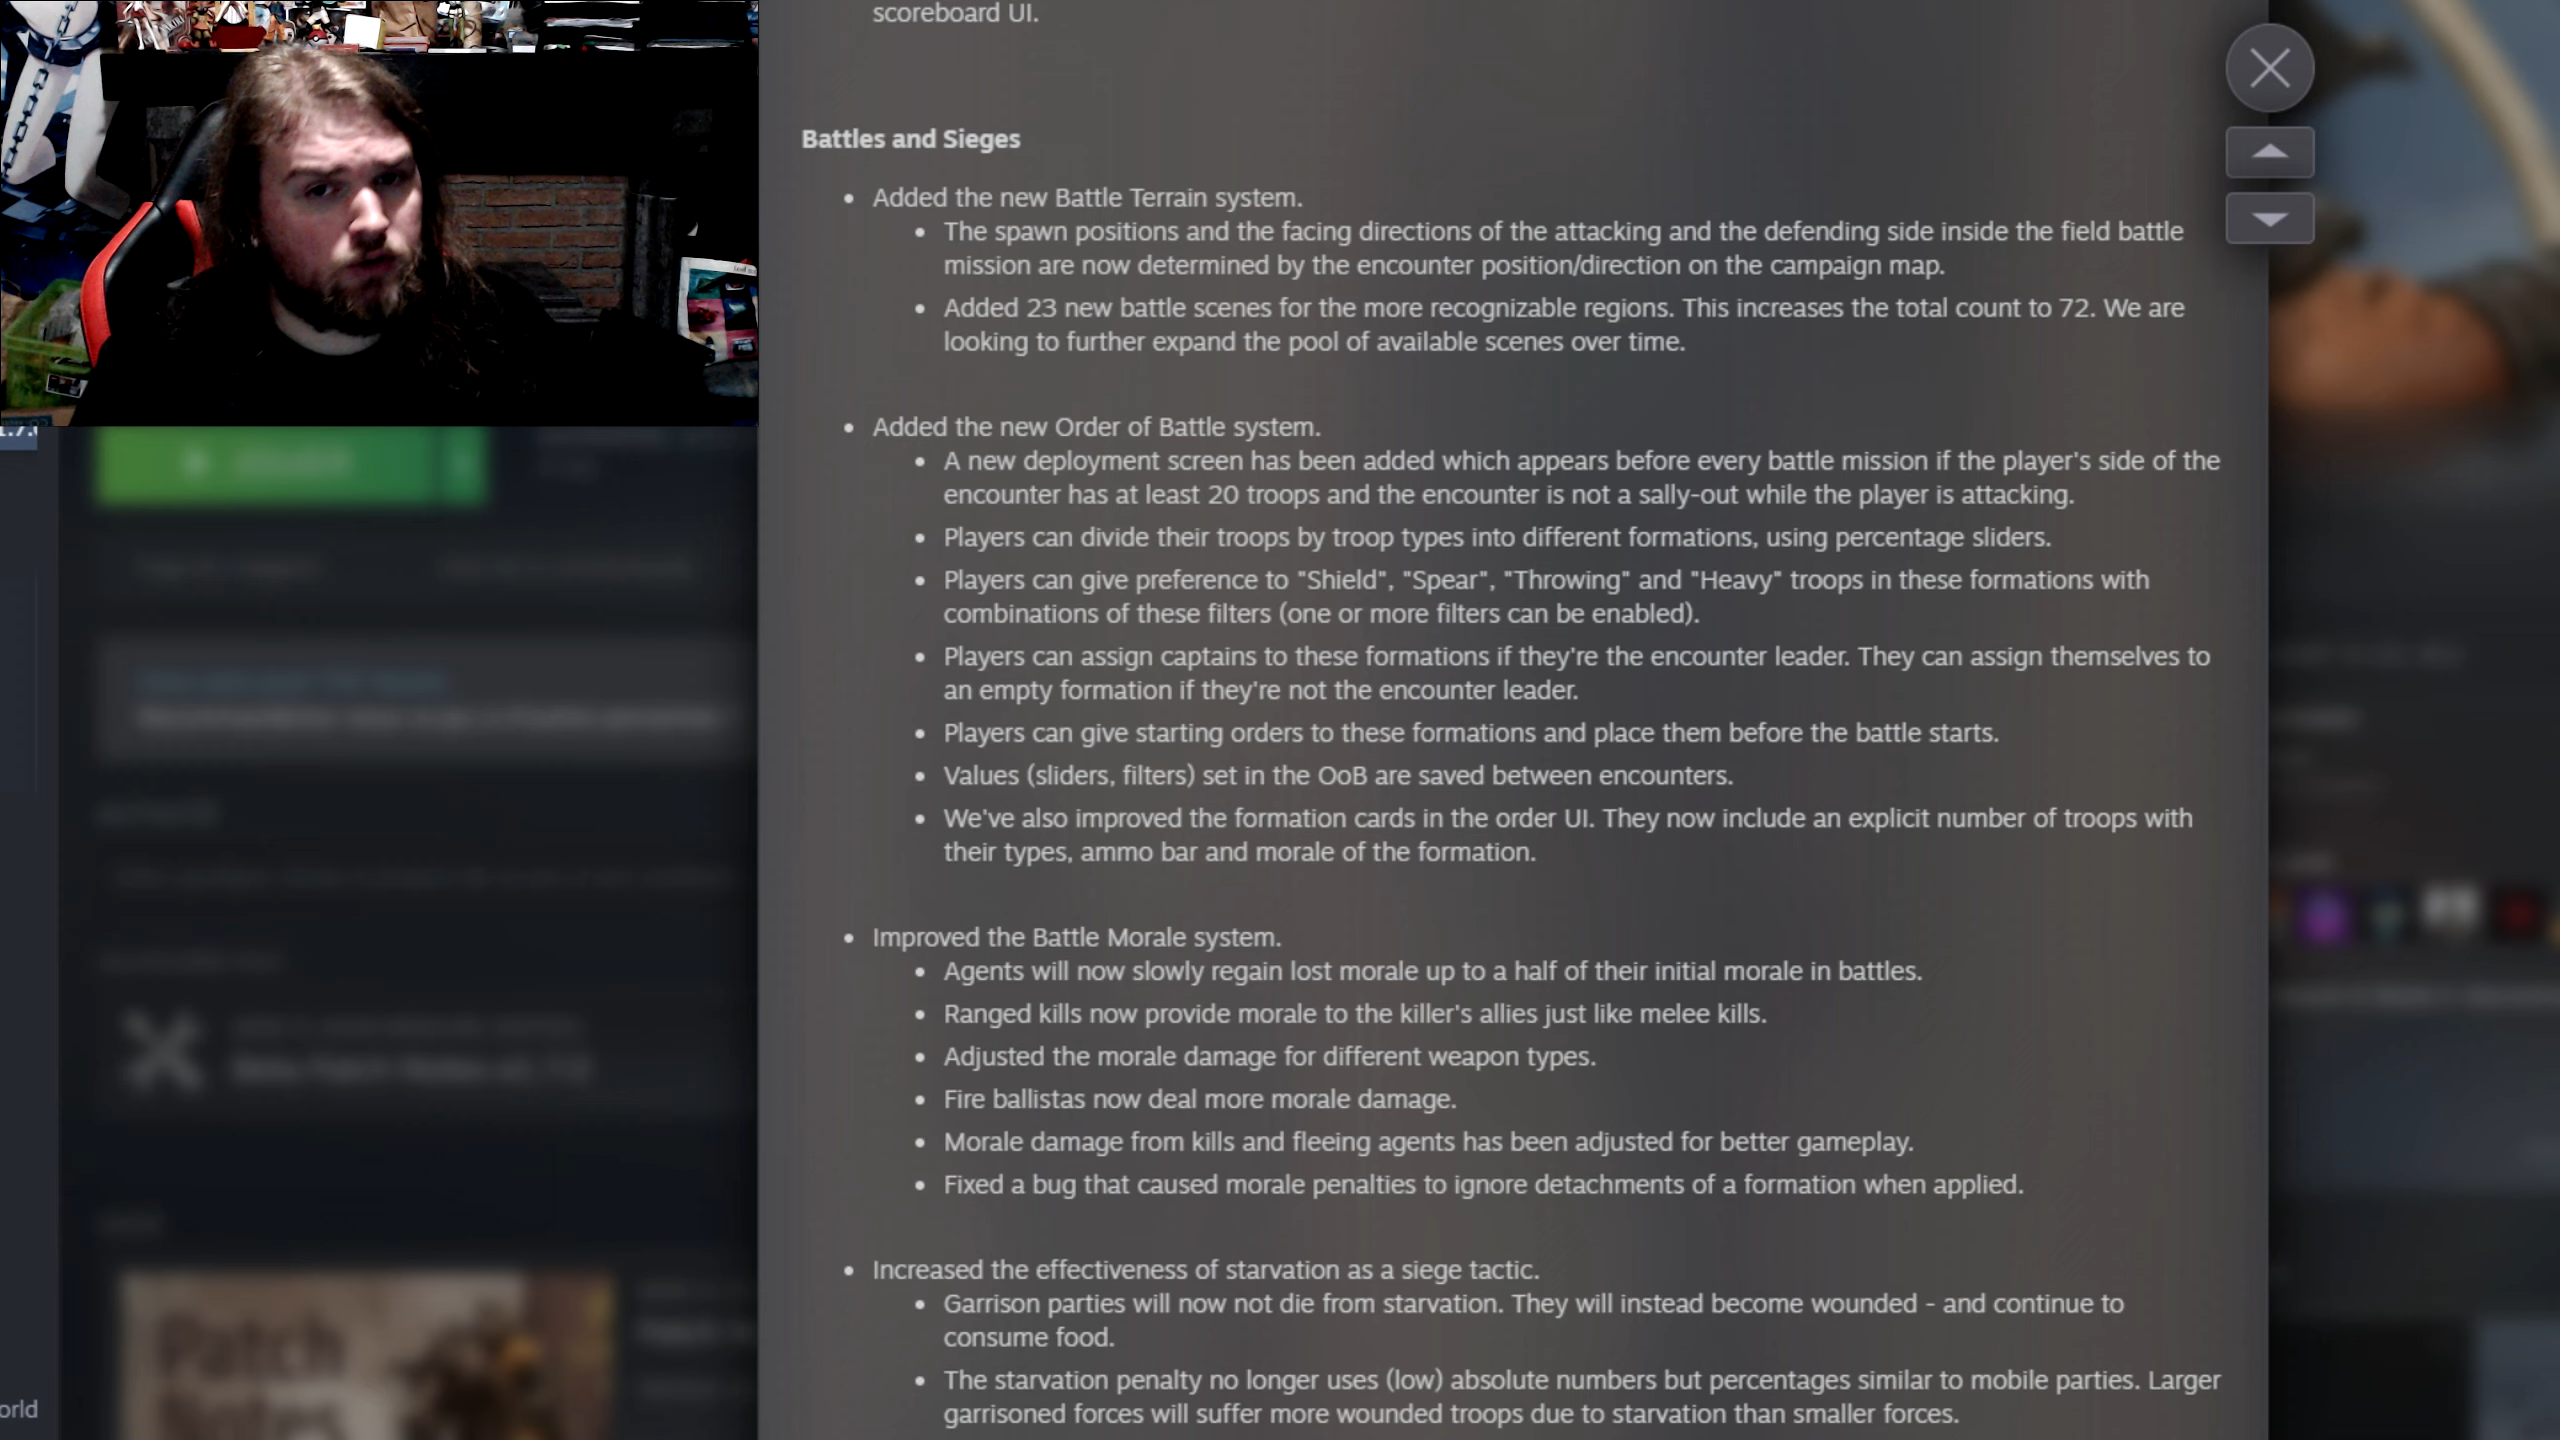 scoreboard UI.
Battles and Sieges
• Added the new Battle Terrain system.
• The spawn positions and the facing directions of the attacking and the defending side inside the field battle
mission are now determined by the encounter position/direction on the campaign map.
• Added 23 new battle scenes for the more recognizable regions. This increases the total count to 72. We are
looking to further expand the pool of available scenes over time.
• Added the new Order of Battle system.
• A new deployment screen has been added which appears before every battle mission if the player's side of the
encounter has at least 20 troops and the encounter is not a sally-out while the player is attacking.
• Players can divide their troops by troop types into different formations, using percentage sliders.
• Players can give preference to "Shield", "Spear", "Throwing" and "Heavy" troops in these formations with
combinations of these filters (one or more filters can be enabled).
• Players can assign captains to these formations if they're the encounter leader. They can assign themselves to
an empty formation if they're not the encounter leader.
• Players can give starting orders to these formations and place them before the battle starts.
• Values (sliders, filters) set in the OoB are saved between encounters.
• We've also improved the formation cards in the order UI. They now include an explicit number of troops with
their types, ammo bar and morale of the formation.
• Improved the Battle Morale system.
• Agents will now slowly regain lost morale up to a half of their initial morale in battles.
• Ranged kills now provide morale to the killer's allies just like melee kills.
• Adjusted the morale damage for different weapon types.
• Fire ballistas now deal more morale damage.
• Morale damage from kills and fleeing agents has been adjusted for better gameplay.
• Fixed a bug that caused morale penalties to ignore detachments of a formation when applied.
• Increased the effectiveness of starvation as a siege tactic.
• Garrison parties will now not die from starvation. They will instead become wounded - and continue to
consume food.
• The starvation penalty no longer uses (low) absolute numbers but percentages similar to mobile parties. Larger
garrisoned forces will suffer more wounded troops due to starvation than smaller forces.
Patch
Notes
orld